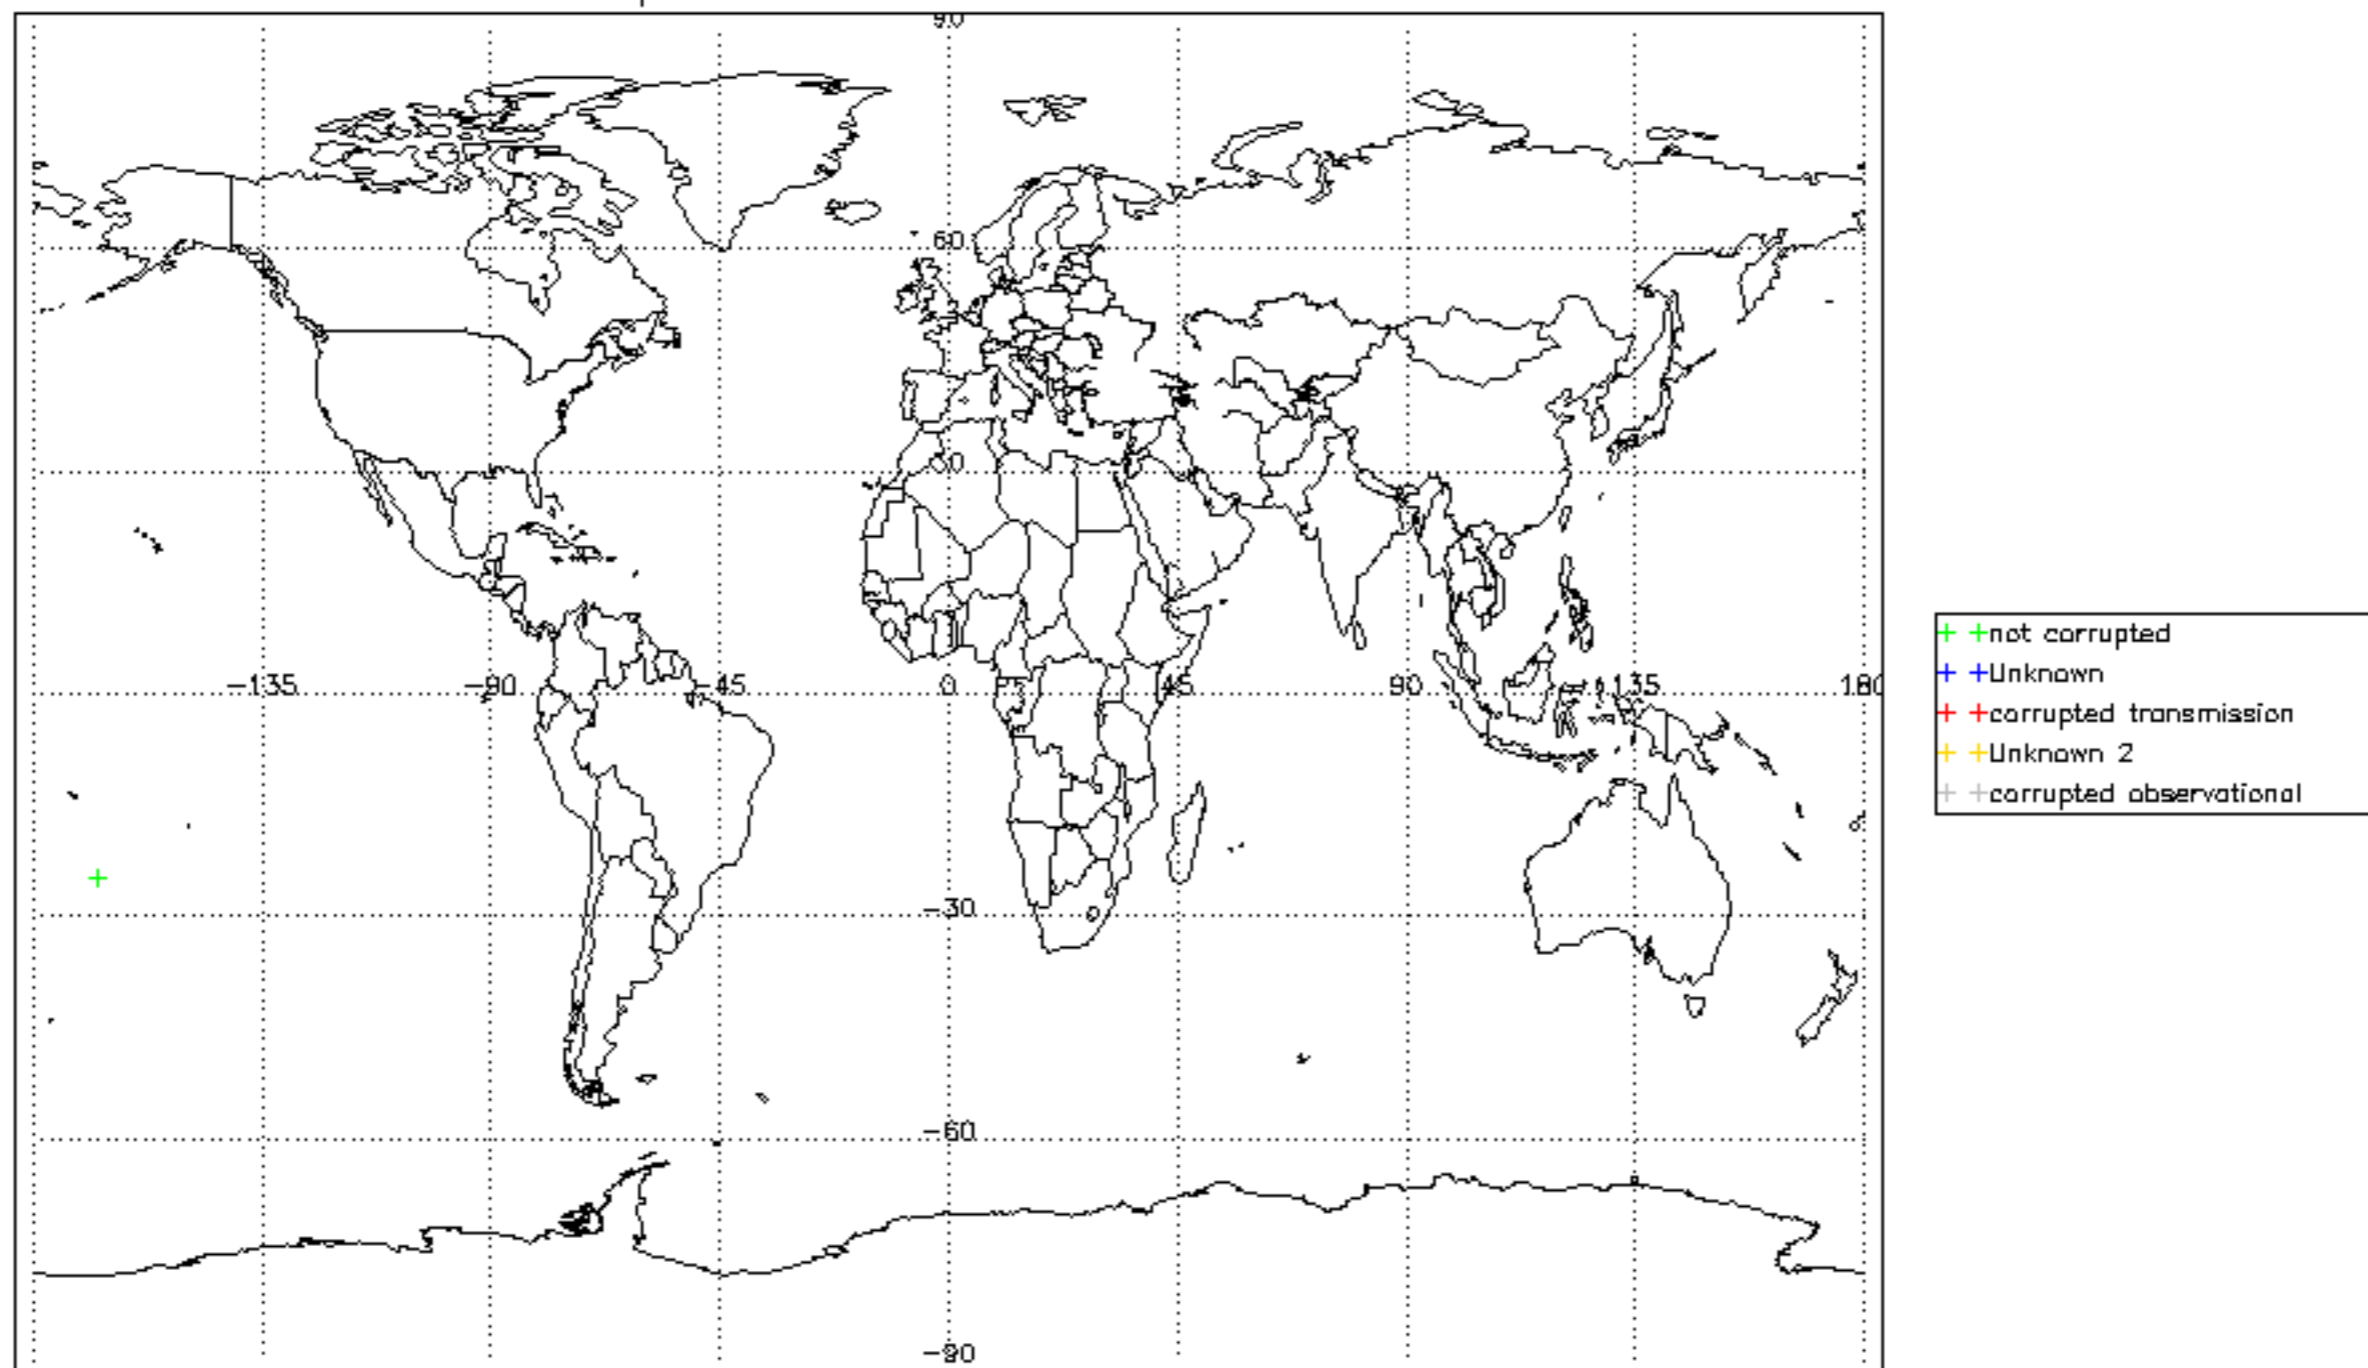 90
60
30
-135 -90 -45 0 45 90 135 180
-30
-60
-90
not corrupted
Unknown
corrupted transmission
Unknown 2
corrupted observational